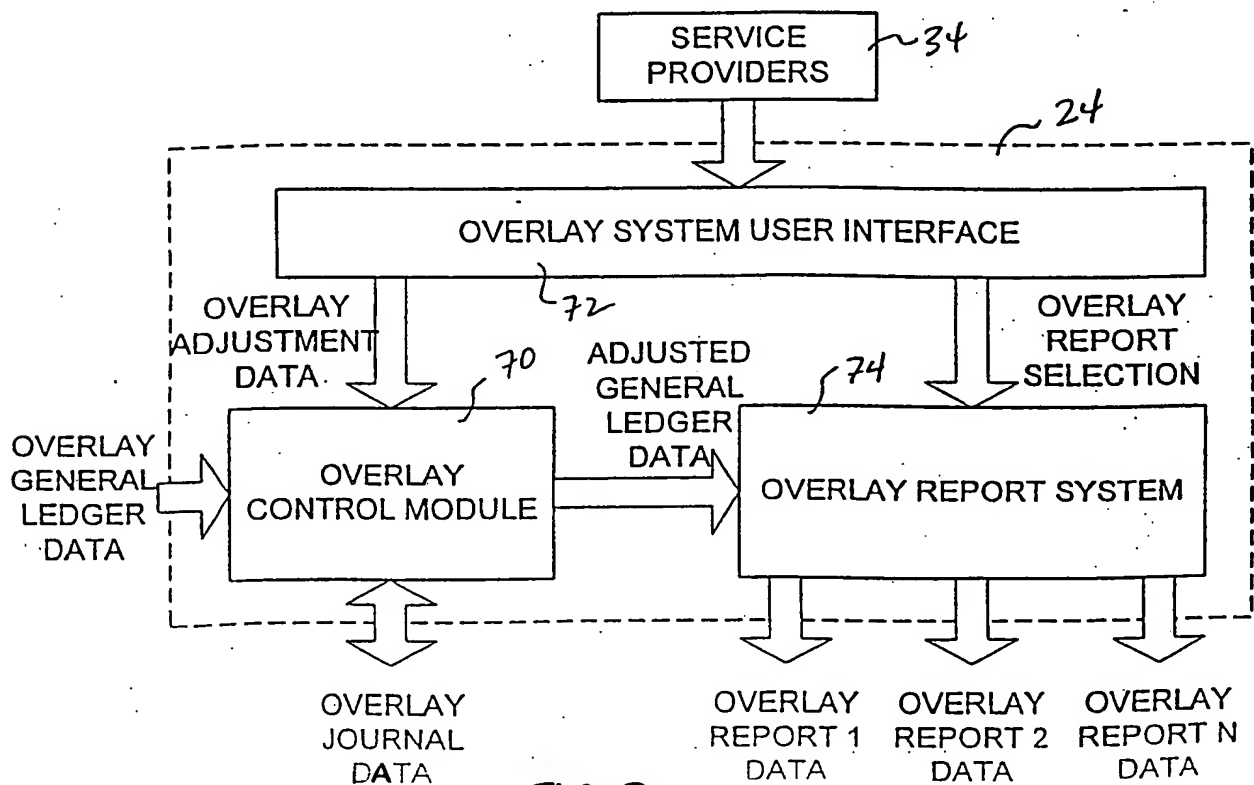 SERVICE
PROVIDERS
34
24
OVERLAY SYSTEM USER INTERFACE
72
OVERLAY
ADJUSTMENT
DATA
OVERLAY
REPORT
SELECTION
70
ADJUSTED
GENERAL
LEDGER
DATA
74
OVERLAY
GENERAL
LEDGER
DATA
OVERLAY
CONTROL MODULE
OVERLAY REPORT SYSTEM
OVERLAY
JOURNAL
DATA
OVERLAY
REPORT 1
DATA
OVERLAY
REPORT 2
DATA
OVERLAY
REPORT N
DATA